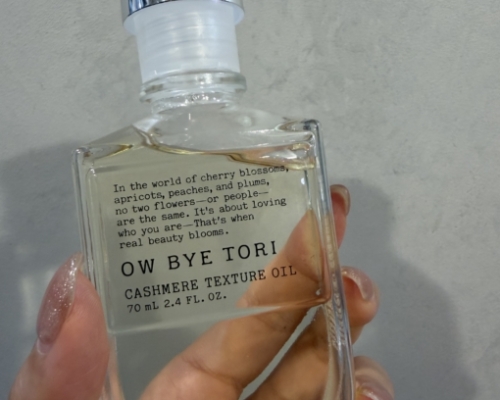 In the world of cherry blossoms,
apricots, peaches, and plums,
no two flowers—or people—
are the same. It's about loving
who you are—That's when
real beauty blooms.
OW BYE TORI
CASHMERE TEXTURE OIL
70 mL 2.4 FL. OZ.